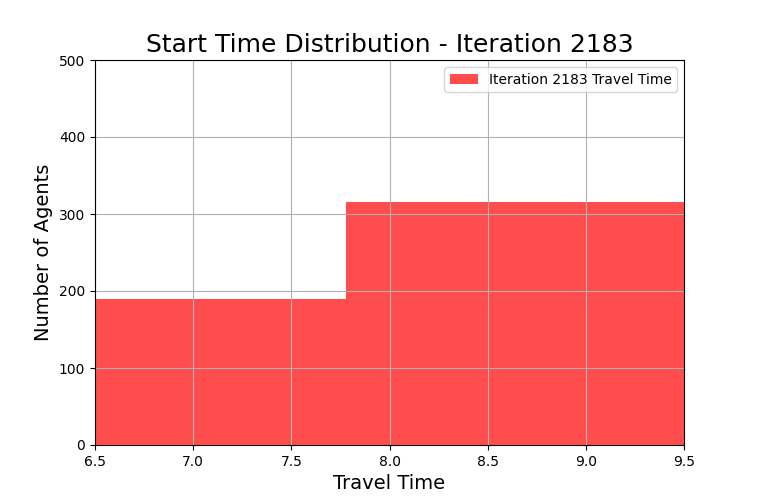 Start Time Distribution - Iteration 2183
Iteration 2183 Travel Time
Number of Agents
500
400
300
200
100
0
6.5 7.0 7.5 8.0 8.5 9.0 9.5
Travel Time